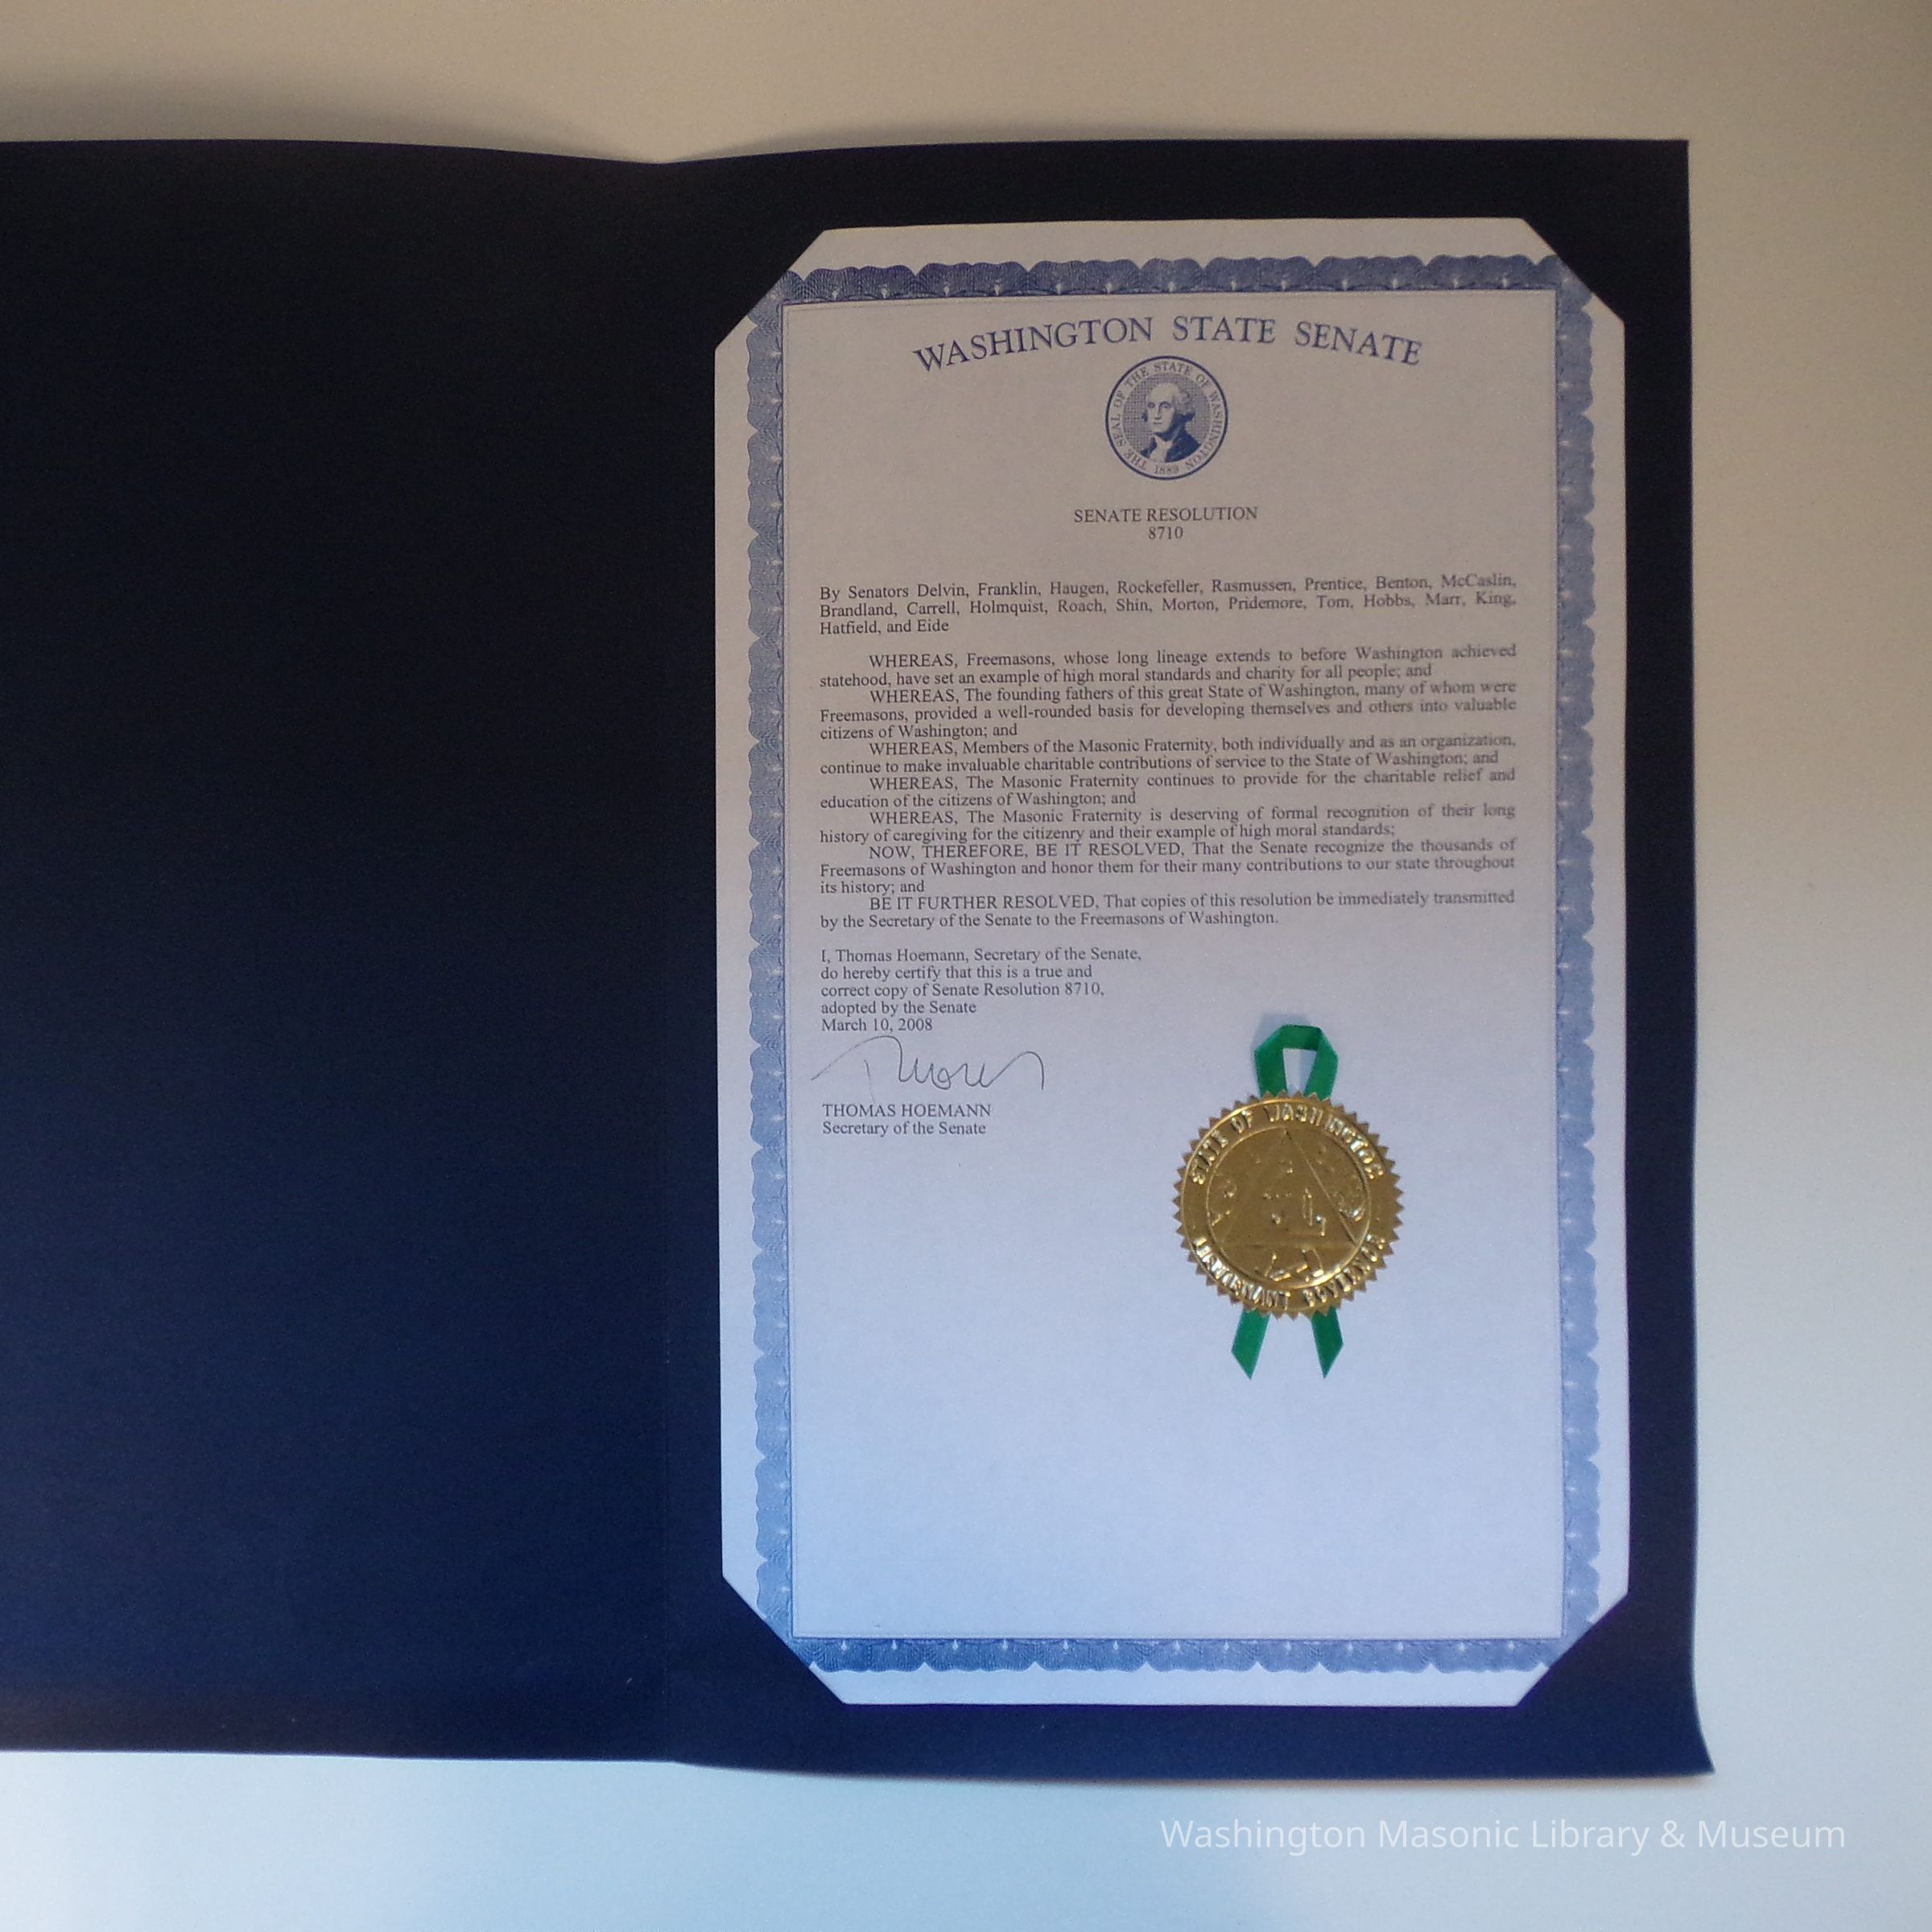 WASHINGTON STATE SENATE
THE SEAL OF THE STATE OF WASHINGTON
1889
SENATE RESOLUTION
8710
By Senators Delvin, Franklin, Haugen, Rockefeller, Rasmussen, Prentice, Benton, McCaslin,
Brandland, Carrell, Holmquist, Roach, Shin, Morton, Pridemore, Tom, Hobbs, Marr, King,
Hatfield, and Eide
WHEREAS, Freemasons, whose long lineage extends to before Washington achieved
statehood, have set an example of high moral standards and charity for all people; and
WHEREAS, The founding fathers of this great State of Washington, many of whom were
Freemasons, provided a well-rounded basis for developing themselves and others into valuable
citizens of Washington; and
WHEREAS, Members of the Masonic Fraternity, both individually and as an organization,
continue to make invaluable charitable contributions of service to the State of Washington; and
WHEREAS, The Masonic Fraternity continues to provide for the charitable relief and
education of the citizens of Washington; and
WHEREAS, The Masonic Fraternity is deserving of formal recognition of their long
history of caregiving for the citizenry and their example of high moral standards;
NOW, THEREFORE, BE IT RESOLVED, That the Senate recognize the thousands of
Freemasons of Washington and honor them for their many contributions to our state throughout
its history; and
BE IT FURTHER RESOLVED, That copies of this resolution be immediately transmitted
by the Secretary of the Senate to the Freemasons of Washington.
I, Thomas Hoemann, Secretary of the Senate,
do hereby certify that this is a true and
correct copy of Senate Resolution 8710,
adopted by the Senate
March 10, 2008
THOMAS HOEMANN
Secretary of the Senate
STATE OF WASHINGTON
LIEUTENANT GOVERNOR
Washington Masonic Library & Museum